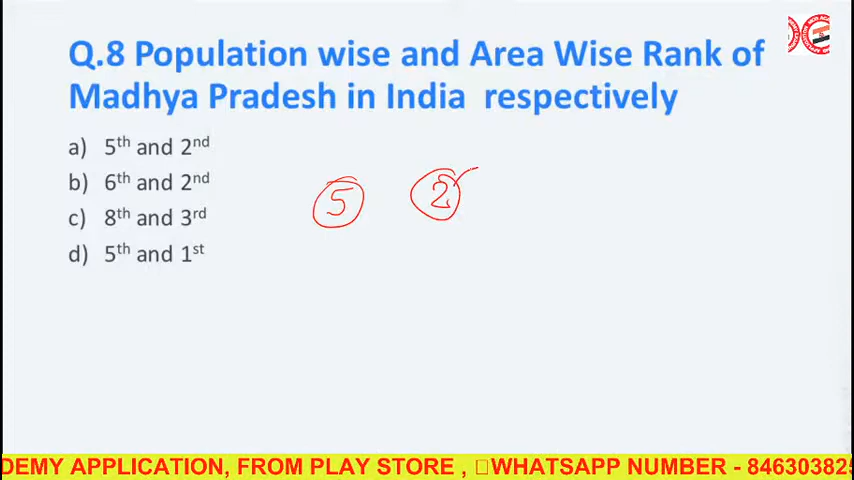 Q.8 Population wise and Area Wise Rank of
Madhya Pradesh in India respectively
a) 5th and 2nd
b) 6th and 2nd
c) 8th and 3rd
d) 5th and 1st
5 2
DEMY APPLICATION, FROM PLAY STORE , WHATSAPP NUMBER - 846303825